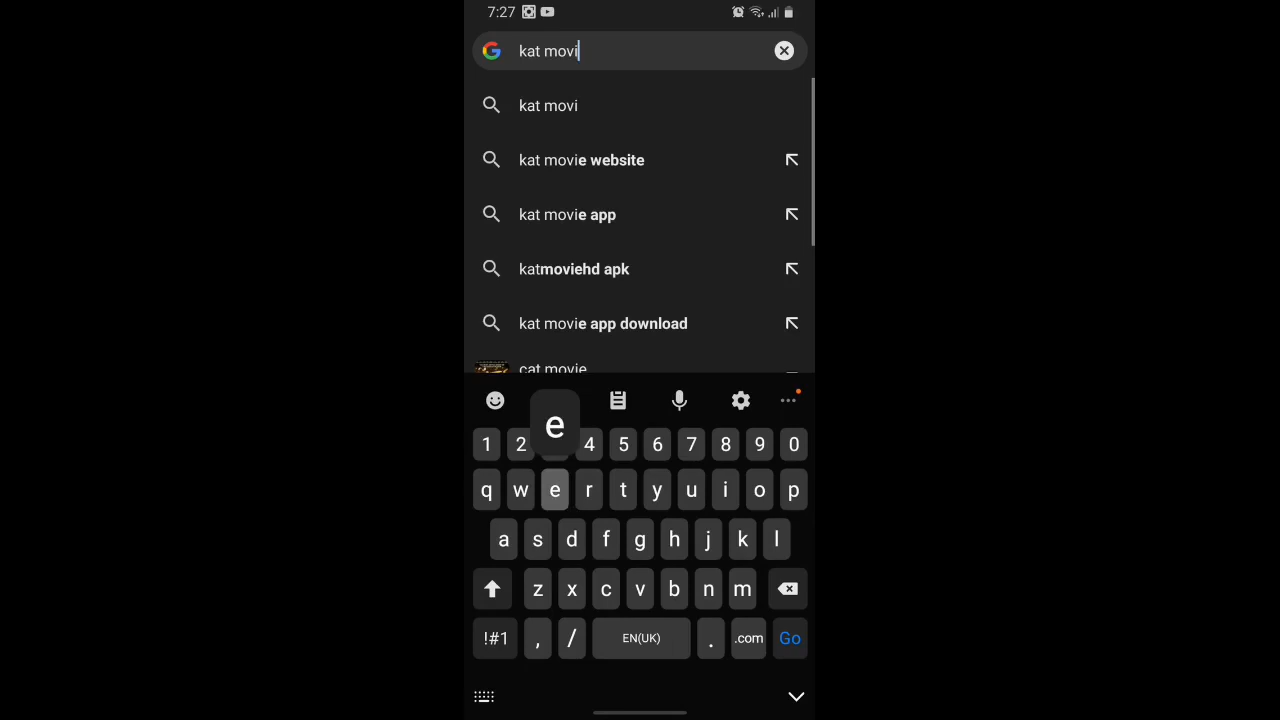 7:27
kat movi
kat movi
kat movie website
kat movie app
katmoviehd apk
kat movie app download
cat movie
e
1 2 4 5 6 7 8 9 0
q w e r t y u i o p
a s d f g h j k l
z x c v b n m
!#1 , / EN(UK) . .com Go